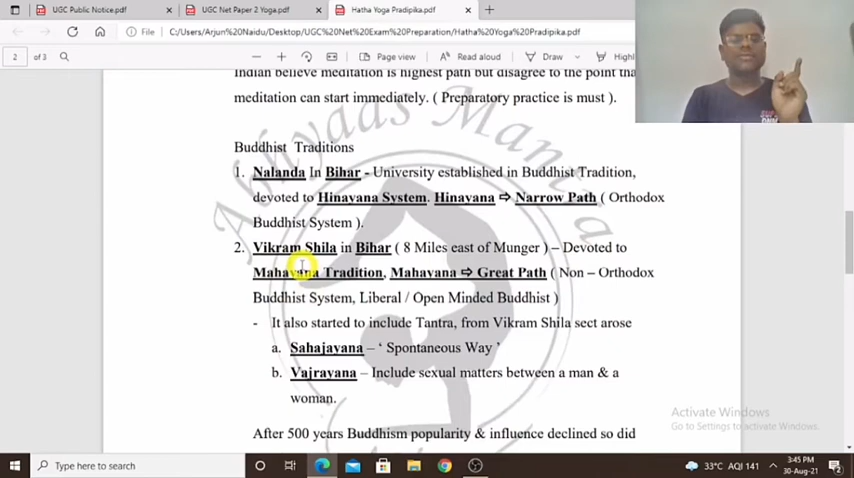 UGC Public Notice.pdf
UGC Net Paper 2 Yoga.pdf
Hatha Yoga Pradipika.pdf
File
C:/Users/Arjun%20Naidu/Desktop/UGC%20Net%20Exam%20Preparation/Hatha%20Yoga%20Pradipika.pdf
2 of 3
Page view
Read aloud
Draw
Highl
Indian believe meditation is highest path but disagree to the point tha
meditation can start immediately. ( Preparatory practice is must ).
Abhyaas Mantra
Buddhist Traditions
1. Nalanda In Bihar - University established in Buddhist Tradition,
devoted to Hinayana System. Hinayana ⇨ Narrow Path ( Orthodox
Buddhist System ).
2. Vikram Shila in Bihar ( 8 Miles east of Munger ) – Devoted to
Mahayana Tradition, Mahayana ⇨ Great Path ( Non – Orthodox
Buddhist System, Liberal / Open Minded Buddhist )
- It also started to include Tantra, from Vikram Shila sect arose
a. Sahajayana – ‘ Spontaneous Way ’
b. Vajrayana – Include sexual matters between a man & a
woman.
After 500 years Buddhism popularity & influence declined so did
Activate Windows
Go to Settings to activate Windows.
Type here to search
33°C AQI 141
3:45 PM
30-Aug-21
2